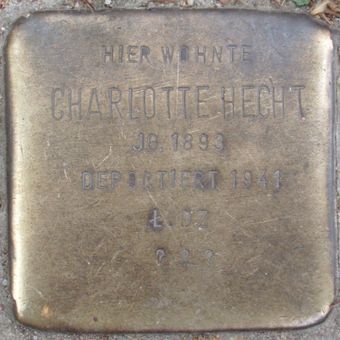 HIER WOHNTE
CHARLOTTE HECHT
JG. 1893
DEPORTIERT 1941
ŁODZ
???